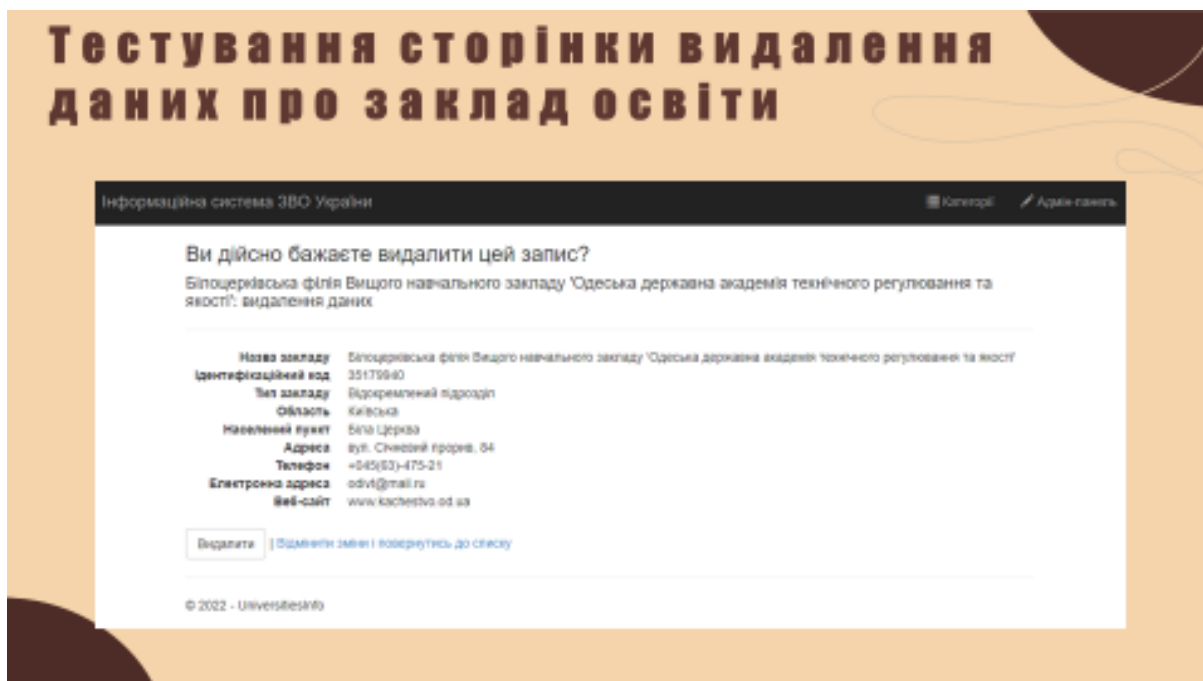 Тестування сторінки видалення
даних про заклад освіти
Інформаційна система ЗВО України Категорії Адмін-панель
Ви дійсно бажаєте видалити цей запис?
Білоцерківська філія Вищого навчального закладу 'Одеська державна академія технічного регулювання та
якості': видалення даних
Назва закладу Білоцерківська філія Вищого навчального закладу 'Одеська державна академія технічного регулювання та якості'
Ідентифікаційний код 35179940
Тип закладу Відокремлений підрозділ
Область Київська
Населений пункт Біла Церква
Адреса вул. Січневий прорив, 84
Телефон +045(63)-475-21
Електронна адреса odivt@mail.ru
Веб-сайт www.kachestvo.od.ua
Видалити | Відмінити зміни і повернутись до списку
© 2022 - UniversitiesInfo